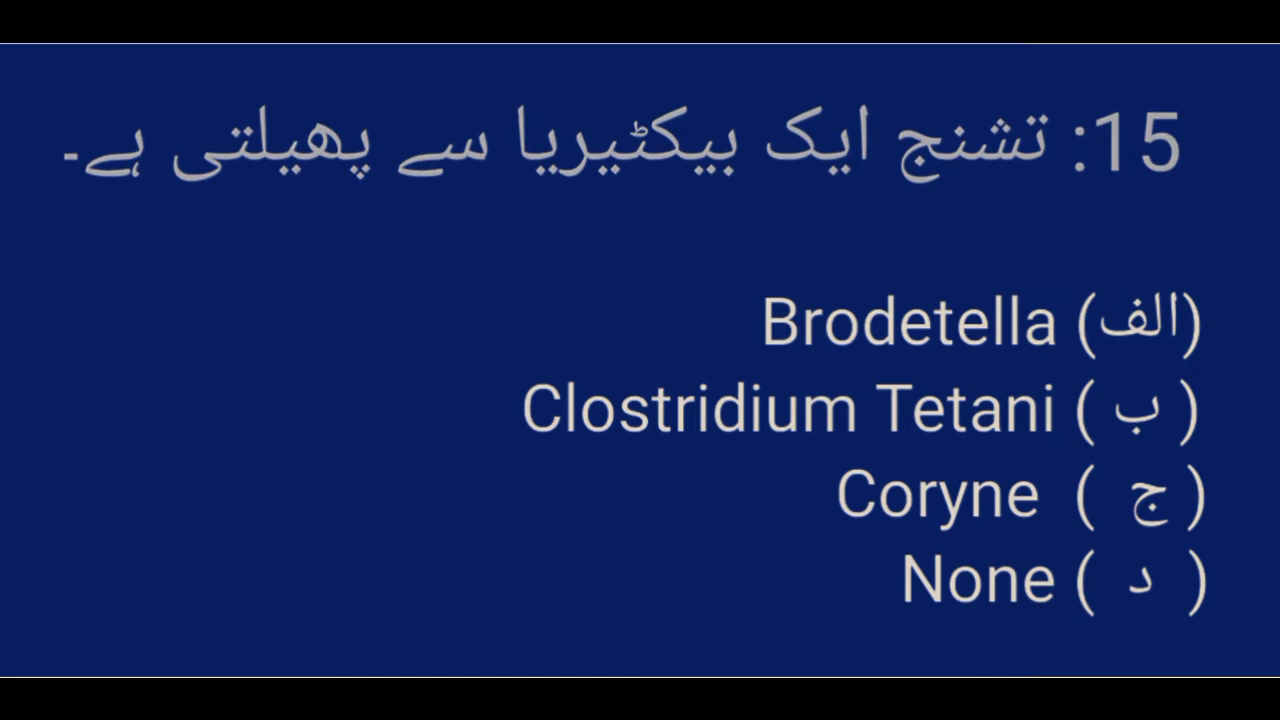 15: تشنج ایک بیکٹیریا سے پھیلتی ہے۔
(الف) Brodetella
( ب ) Clostridium Tetani
( ج ) Coryne
( د ) None